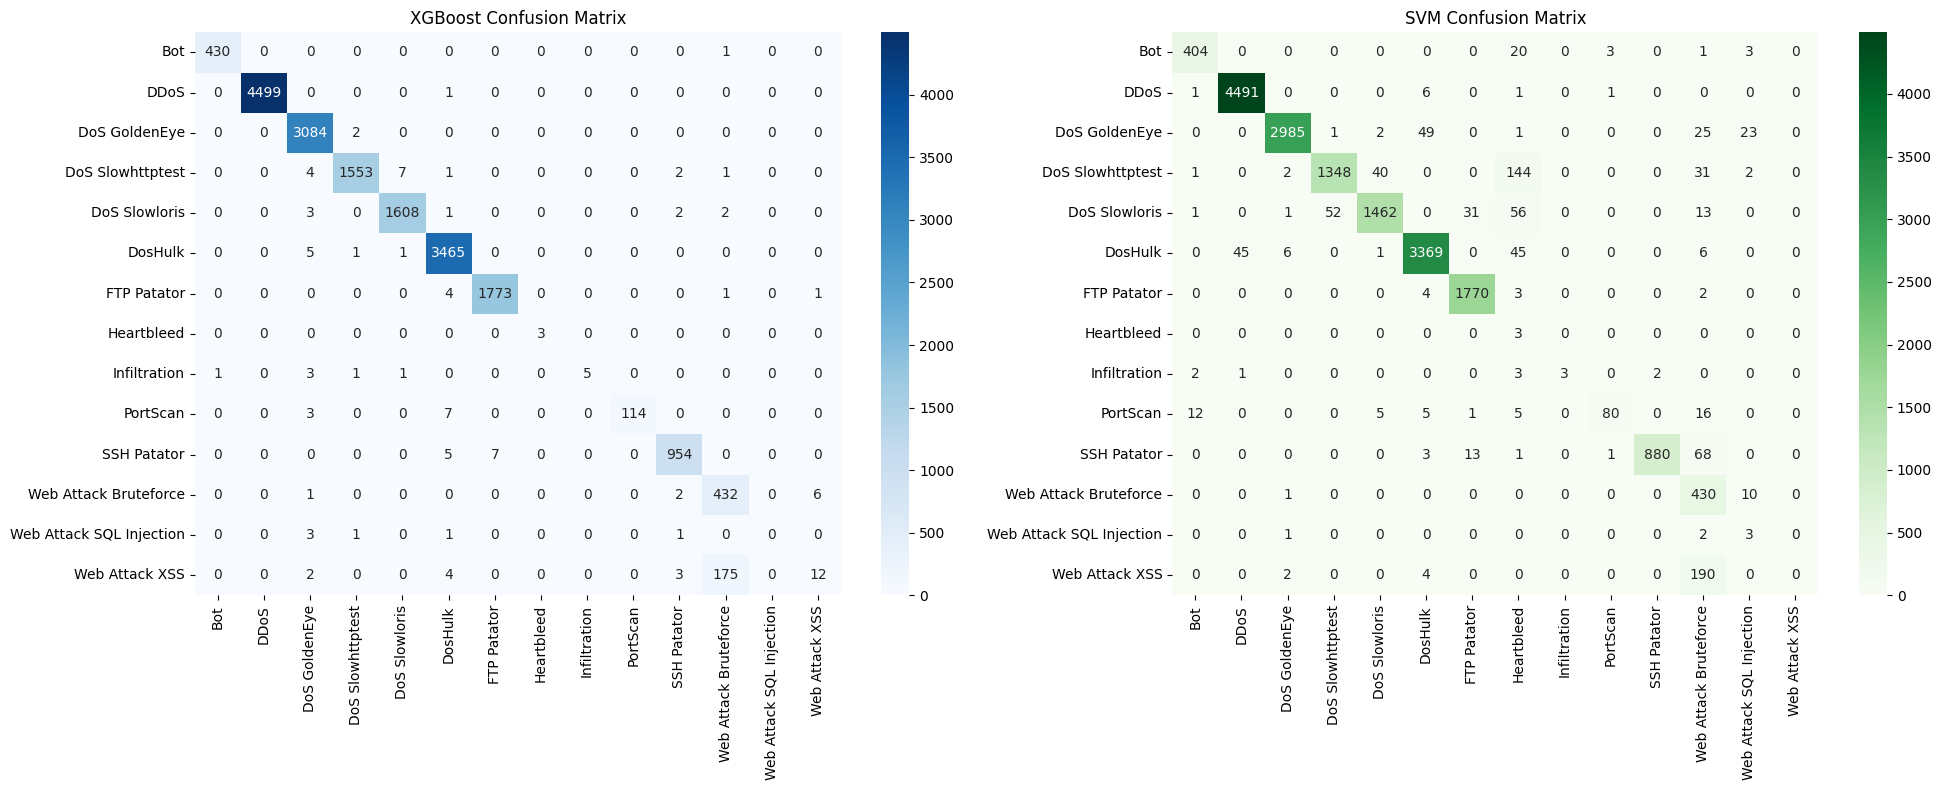 XGBoost Confusion Matrix
Bot 430 0 0 0 0 0 0 0 0 0 0 1 0 0
DDoS 0 4499 0 0 0 1 0 0 0 0 0 0 0 0
DoS GoldenEye 0 0 3084 2 0 0 0 0 0 0 0 0 0 0
DoS Slowhttptest 0 0 4 1553 7 1 0 0 0 0 2 1 0 0
DoS Slowloris 0 0 3 0 1608 1 0 0 0 0 2 2 0 0
DosHulk 0 0 5 1 1 3465 0 0 0 0 0 0 0 0
FTP Patator 0 0 0 0 0 4 1773 0 0 0 0 1 0 1
Heartbleed 0 0 0 0 0 0 0 3 0 0 0 0 0 0
Infiltration 1 0 3 1 1 0 0 0 5 0 0 0 0 0
PortScan 0 0 3 0 0 7 0 0 0 114 0 0 0 0
SSH Patator 0 0 0 0 0 5 7 0 0 0 954 0 0 0
Web Attack Bruteforce 0 0 1 0 0 0 0 0 0 0 2 432 0 6
Web Attack SQL Injection 0 0 3 1 0 1 0 0 0 0 1 0 0 0
Web Attack XSS 0 0 2 0 0 4 0 0 0 0 3 175 0 12
Bot
DDoS
DoS GoldenEye
DoS Slowhttptest
DoS Slowloris
DosHulk
FTP Patator
Heartbleed
Infiltration
PortScan
SSH Patator
Web Attack Bruteforce
Web Attack SQL Injection
Web Attack XSS
4000
3500
3000
2500
2000
1500
1000
500
0
SVM Confusion Matrix
Bot 404 0 0 0 0 0 0 20 0 3 0 1 3 0
DDoS 1 4491 0 0 0 6 0 1 0 1 0 0 0 0
DoS GoldenEye 0 0 2985 1 2 49 0 1 0 0 0 25 23 0
DoS Slowhttptest 1 0 2 1348 40 0 0 144 0 0 0 31 2 0
DoS Slowloris 1 0 1 52 1462 0 31 56 0 0 0 13 0 0
DosHulk 0 45 6 0 1 3369 0 45 0 0 0 6 0 0
FTP Patator 0 0 0 0 0 4 1770 3 0 0 0 2 0 0
Heartbleed 0 0 0 0 0 0 0 3 0 0 0 0 0 0
Infiltration 2 1 0 0 0 0 0 3 3 0 2 0 0 0
PortScan 12 0 0 0 5 5 1 5 0 80 0 16 0 0
SSH Patator 0 0 0 0 0 3 13 1 0 1 880 68 0 0
Web Attack Bruteforce 0 0 1 0 0 0 0 0 0 0 0 430 10 0
Web Attack SQL Injection 0 0 1 0 0 0 0 0 0 0 0 2 3 0
Web Attack XSS 0 0 2 0 0 4 0 0 0 0 0 190 0 0
Bot
DDoS
DoS GoldenEye
DoS Slowhttptest
DoS Slowloris
DosHulk
FTP Patator
Heartbleed
Infiltration
PortScan
SSH Patator
Web Attack Bruteforce
Web Attack SQL Injection
Web Attack XSS
4000
3500
3000
2500
2000
1500
1000
500
0